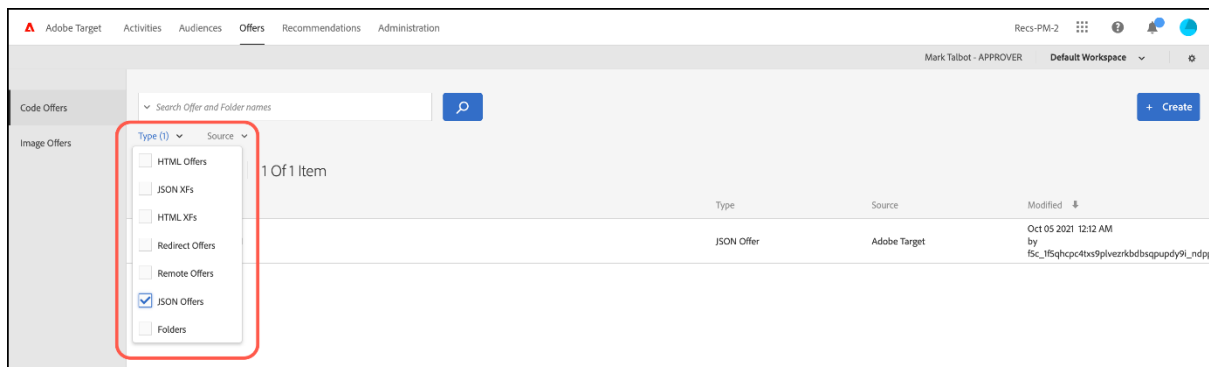 Adobe Target Activities Audiences Offers Recommendations Administration Recs-PM-2
Mark Talbot - APPROVER Default Workspace
Code Offers
Image Offers
Search Offer and Folder names
+ Create
Type (1) Source
HTML Offers
JSON XFs
HTML XFs
Redirect Offers
Remote Offers
JSON Offers
Folders
1 Of 1 Item
Type Source Modified
JSON Offer Adobe Target Oct 05 2021 12:12 AM
by